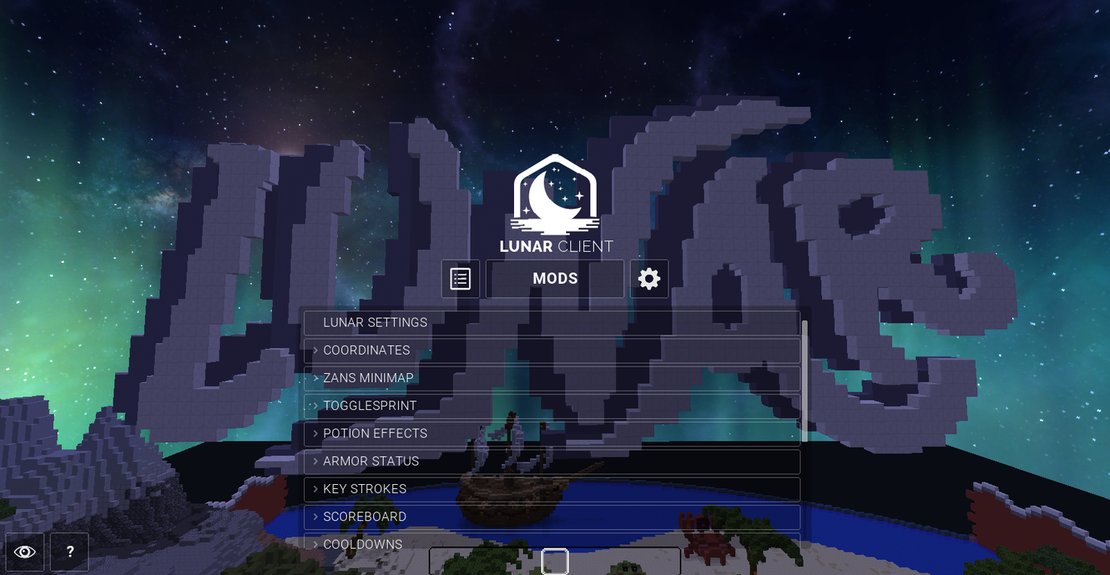 LUNAR
LUNAR CLIENT
MODS
LUNAR SETTINGS
COORDINATES
ZANS MINIMAP
TOGGLESPRINT
POTION EFFECTS
ARMOR STATUS
KEY STROKES
SCOREBOARD
COOLDOWNS
?